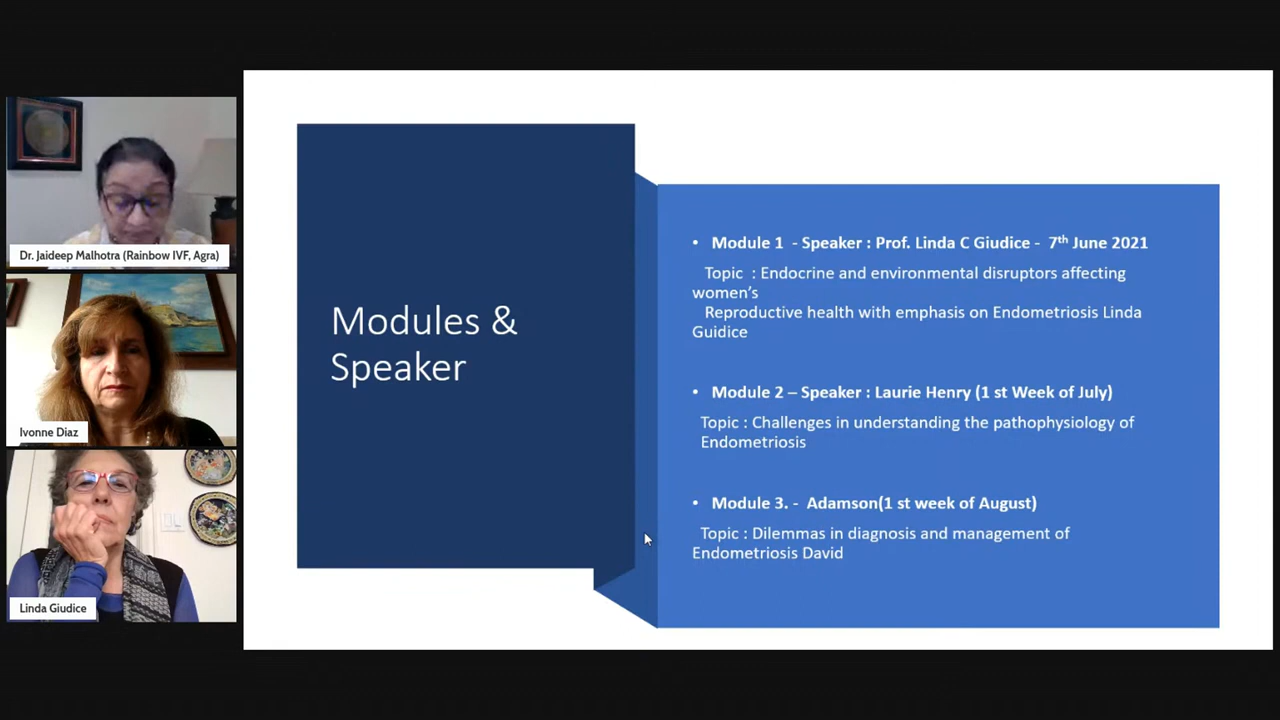 Dr. Jaideep Malhotra (Rainbow IVF, Agra)
Ivonne Diaz
Linda Giudice
Modules &
Speaker
• Module 1 - Speaker : Prof. Linda C Giudice - 7th June 2021
Topic : Endocrine and environmental disruptors affecting
women's
Reproductive health with emphasis on Endometriosis Linda
Guidice
• Module 2 – Speaker : Laurie Henry (1 st Week of July)
Topic : Challenges in understanding the pathophysiology of
Endometriosis
• Module 3. - Adamson(1 st week of August)
Topic : Dilemmas in diagnosis and management of
Endometriosis David